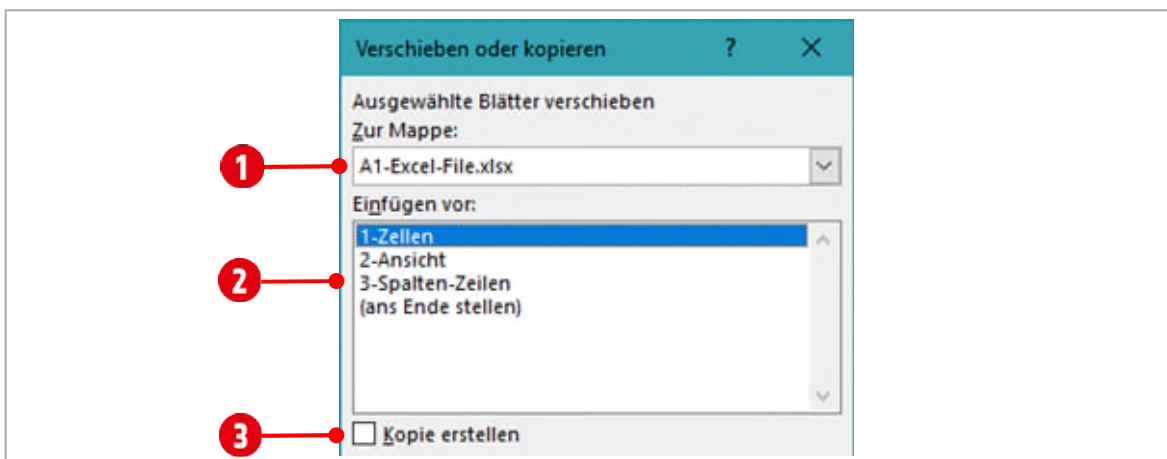 Verschieben oder kopieren ? ×
Ausgewählte Blätter verschieben
Zur Mappe:
1 A1-Excel-File.xlsx
Einfügen vor:
1-Zellen
2-Ansicht
2 3-Spalten-Zeilen
(ans Ende stellen)
3 Kopie erstellen